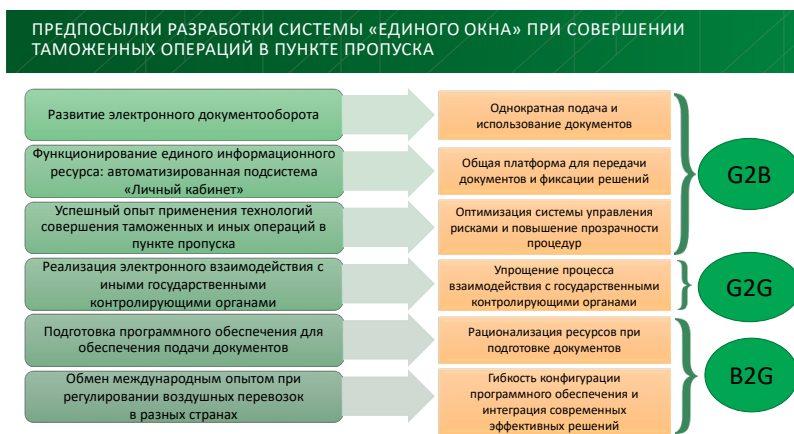 ПРЕДПОСЫЛКИ РАЗРАБОТКИ СИСТЕМЫ «ЕДИНОГО ОКНА» ПРИ СОВЕРШЕНИИ
ТАМОЖЕННЫХ ОПЕРАЦИЙ В ПУНКТЕ ПРОПУСКА
Развитие электронного документооборота
Однократная подача и
использование документов
Функционирование единого информационного
ресурса: автоматизированная подсистема
«Личный кабинет»
Общая платформа для передачи
документов и фиксации решений
Успешный опыт применения технологий
совершения таможенных и иных операций в
пункте пропуска
Оптимизация системы управления
рисками и повышение прозрачности
процедур
G2B
Реализация электронного взаимодействия с
иными государственными
контролирующими органами
Упрощение процесса
взаимодействия с государственными
контролирующими органами
G2G
Подготовка программного обеспечения для
обеспечения подачи документов
Рационализация ресурсов при
подготовке документов
Обмен международным опытом при
регулировании воздушных перевозок
в разных странах
Гибкость конфигурации
программного обеспечения и
интеграция современных
эффективных решений
B2G